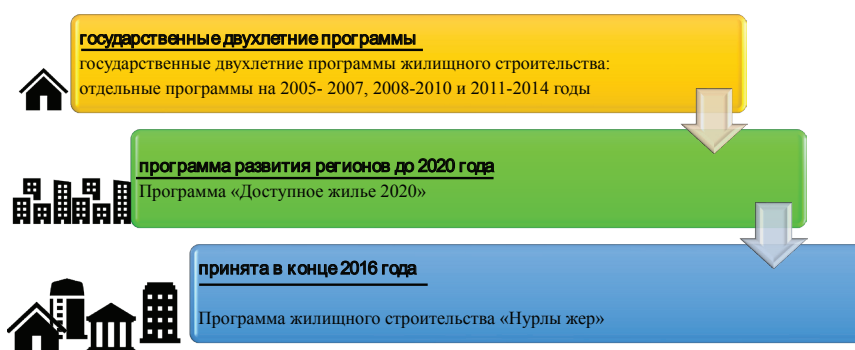 государственные двухлетние программы
государственные двухлетние программы жилищного строительства:
отдельные программы на 2005- 2007, 2008-2010 и 2011-2014 годы
программа развития регионов до 2020 года
Программа «Доступное жилье 2020»
принята в конце 2016 года
Программа жилищного строительства «Нурлы жер»